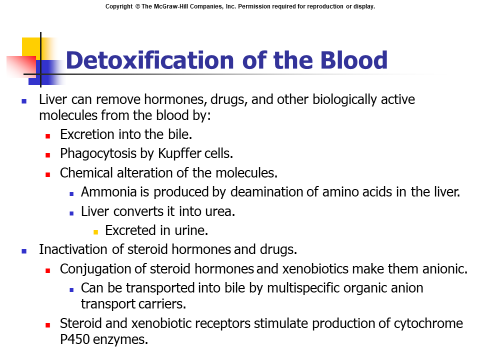 Copyright © The McGraw-Hill Companies, Inc. Permission required for reproduction or display.
Detoxification of the Blood
Liver can remove hormones, drugs, and other biologically active
molecules from the blood by:
Excretion into the bile.
Phagocytosis by Kupffer cells.
Chemical alteration of the molecules.
Ammonia is produced by deamination of amino acids in the liver.
Liver converts it into urea.
Excreted in urine.
Inactivation of steroid hormones and drugs.
Conjugation of steroid hormones and xenobiotics make them anionic.
Can be transported into bile by multispecific organic anion
transport carriers.
Steroid and xenobiotic receptors stimulate production of cytochrome
P450 enzymes.